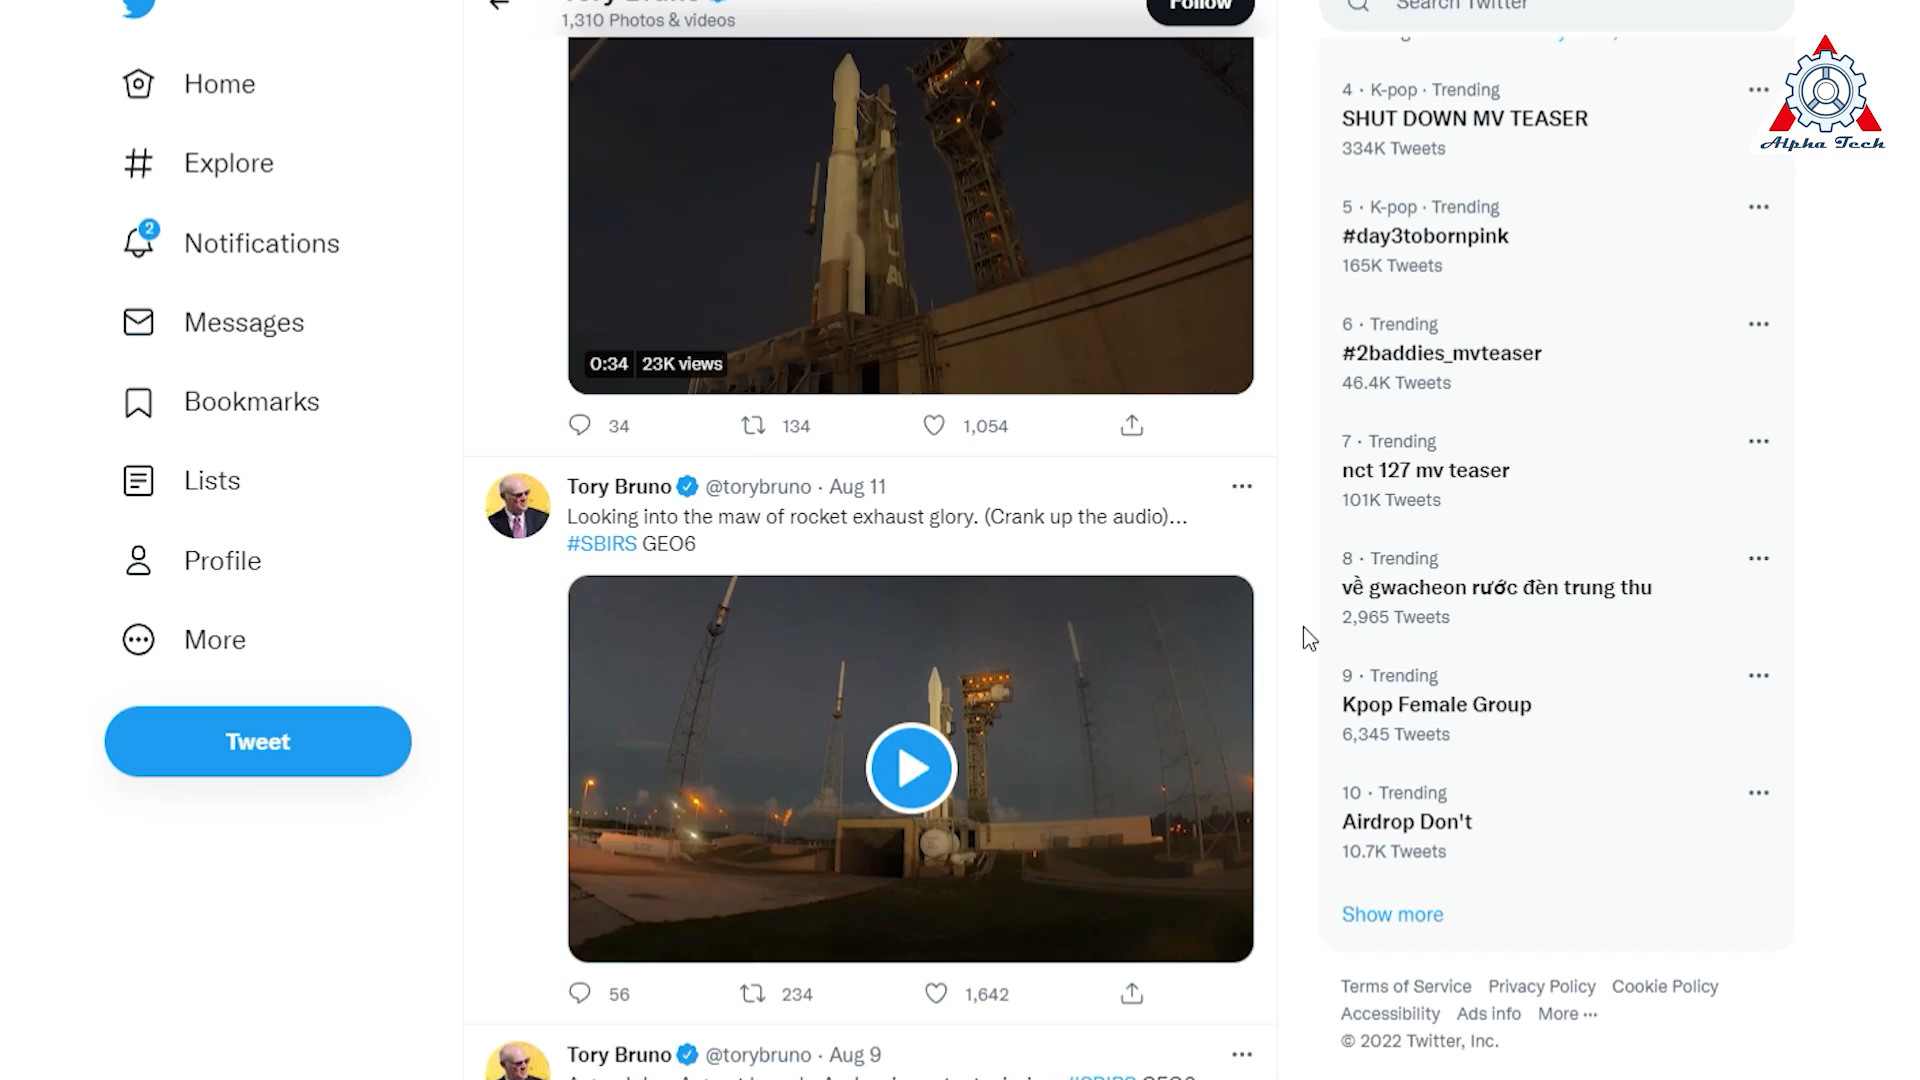 1,310 Photos & videos
Follow
Search Twitter
Home
Explore
2
Notifications
Messages
Bookmarks
Lists
Profile
More
Tweet
ULA
0:34 23K views
34 134 1,054
Tory Bruno @torybruno · Aug 11
Looking into the maw of rocket exhaust glory. (Crank up the audio)...
#SBIRS GEO6
56 234 1,642
Tory Bruno @torybruno · Aug 9
4 · K-pop · Trending
SHUT DOWN MV TEASER
334K Tweets
5 · K-pop · Trending
#day3tobornpink
165K Tweets
6 · Trending
#2baddies_mvteaser
46.4K Tweets
7 · Trending
nct 127 mv teaser
101K Tweets
8 · Trending
về gwacheon rước đèn trung thu
2,965 Tweets
9 · Trending
Kpop Female Group
6,345 Tweets
10 · Trending
Airdrop Don't
10.7K Tweets
Show more
Terms of Service Privacy Policy Cookie Policy
Accessibility Ads info More ...
© 2022 Twitter, Inc.
Alpha Tech